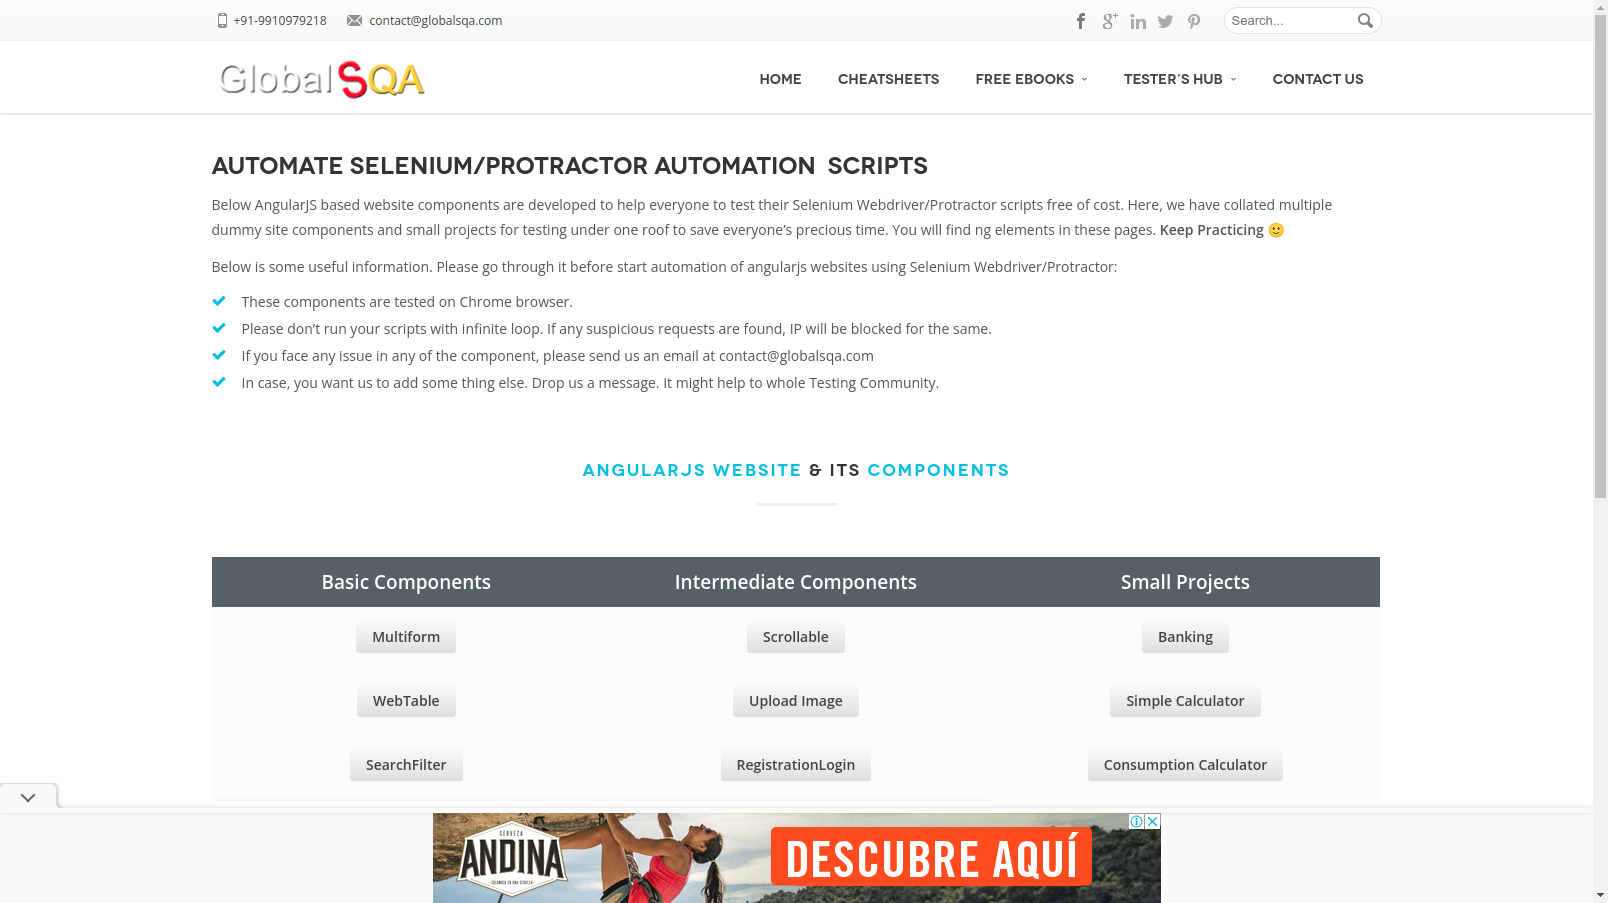 +91-9910979218 contact@globalsqa.com
Search...
GlobalSQA
HOME CHEATSHEETS FREE EBOOKS TESTER'S HUB CONTACT US
AUTOMATE SELENIUM/PROTRACTOR AUTOMATION SCRIPTS
Below AngularJS based website components are developed to help everyone to test their Selenium Webdriver/Protractor scripts free of cost. Here, we have collated multiple
dummy site components and small projects for testing under one roof to save everyone’s precious time. You will find ng elements in these pages. Keep Practicing 🙂
Below is some useful information. Please go through it before start automation of angularjs websites using Selenium Webdriver/Protractor:
These components are tested on Chrome browser.
Please don’t run your scripts with infinite loop. If any suspicious requests are found, IP will be blocked for the same.
If you face any issue in any of the component, please send us an email at contact@globalsqa.com
In case, you want us to add some thing else. Drop us a message. It might help to whole Testing Community.
ANGULARJS WEBSITE & ITS COMPONENTS
Basic Components Intermediate Components Small Projects
Multiform Scrollable Banking
WebTable Upload Image Simple Calculator
SearchFilter RegistrationLogin Consumption Calculator
CERVEZA
ANDINA
DESCUBRE AQUÍ